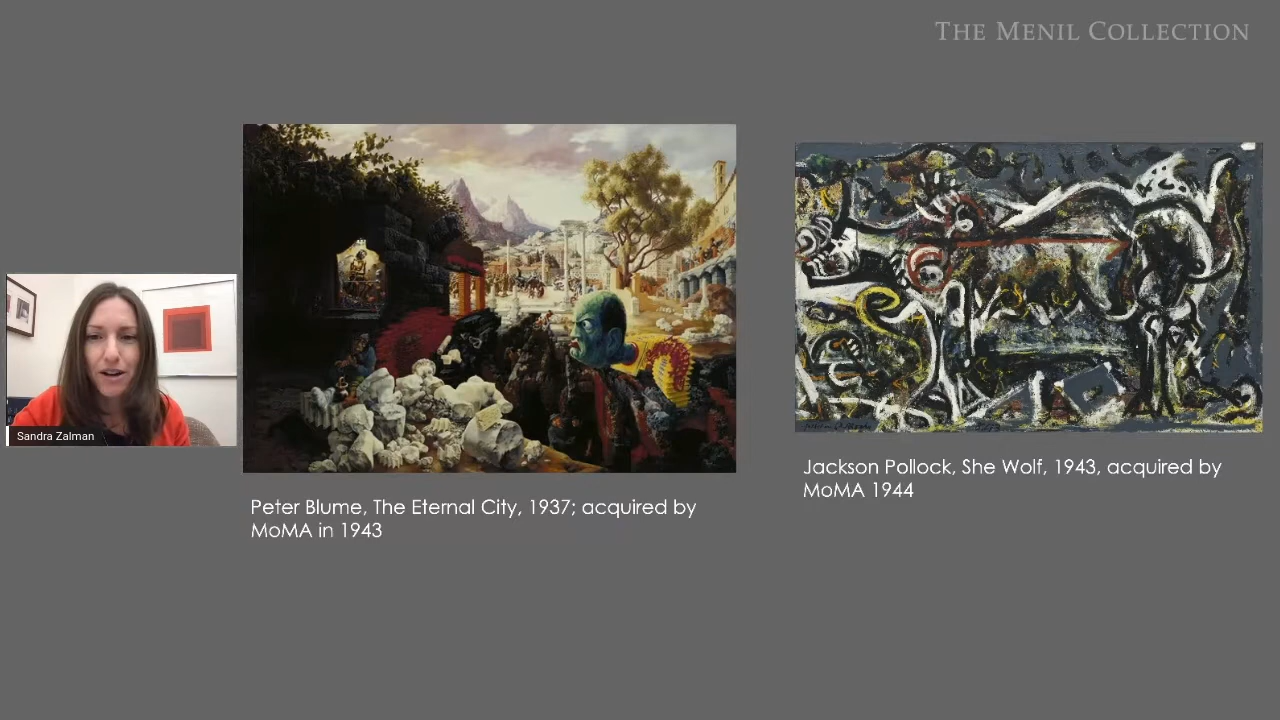 THE MENIL COLLECTION
Sandra Zalman
Peter Blume, The Eternal City, 1937; acquired by
MoMA in 1943
Jackson Pollock, She Wolf, 1943, acquired by
MoMA 1944